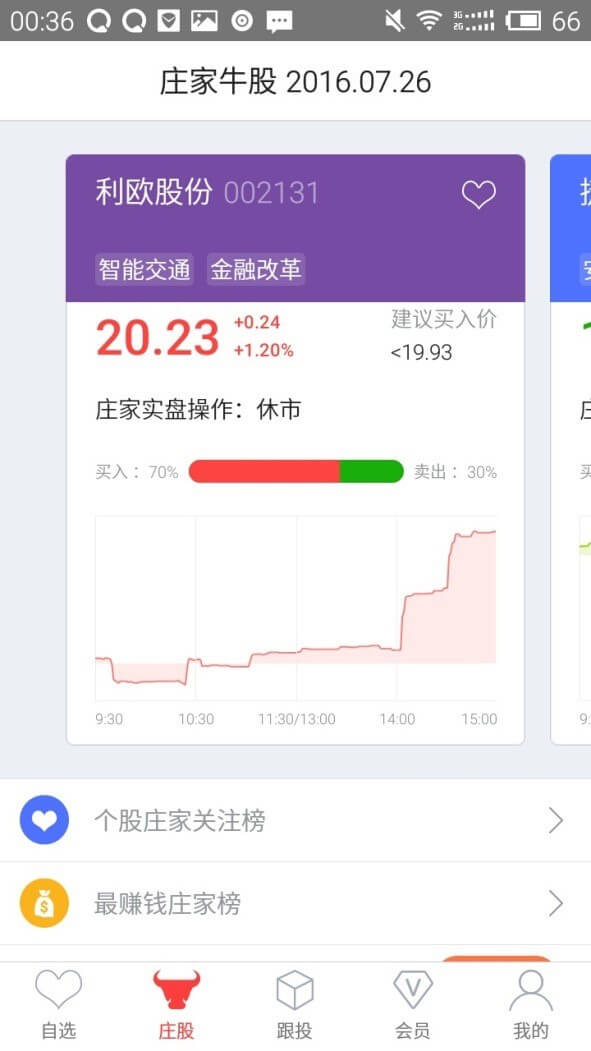 00:36
3G
2G
66
庄家牛股 2016.07.26
利欧股份 002131
智能交通 金融改革
20.23
+0.24
+1.20%
建议买入价
<19.93
庄家实盘操作：休市
买入：70%
卖出：30%
9:30 10:30 11:30/13:00 14:00 15:00
个股庄家关注榜
最赚钱庄家榜
自选 庄股 跟投 会员 我的